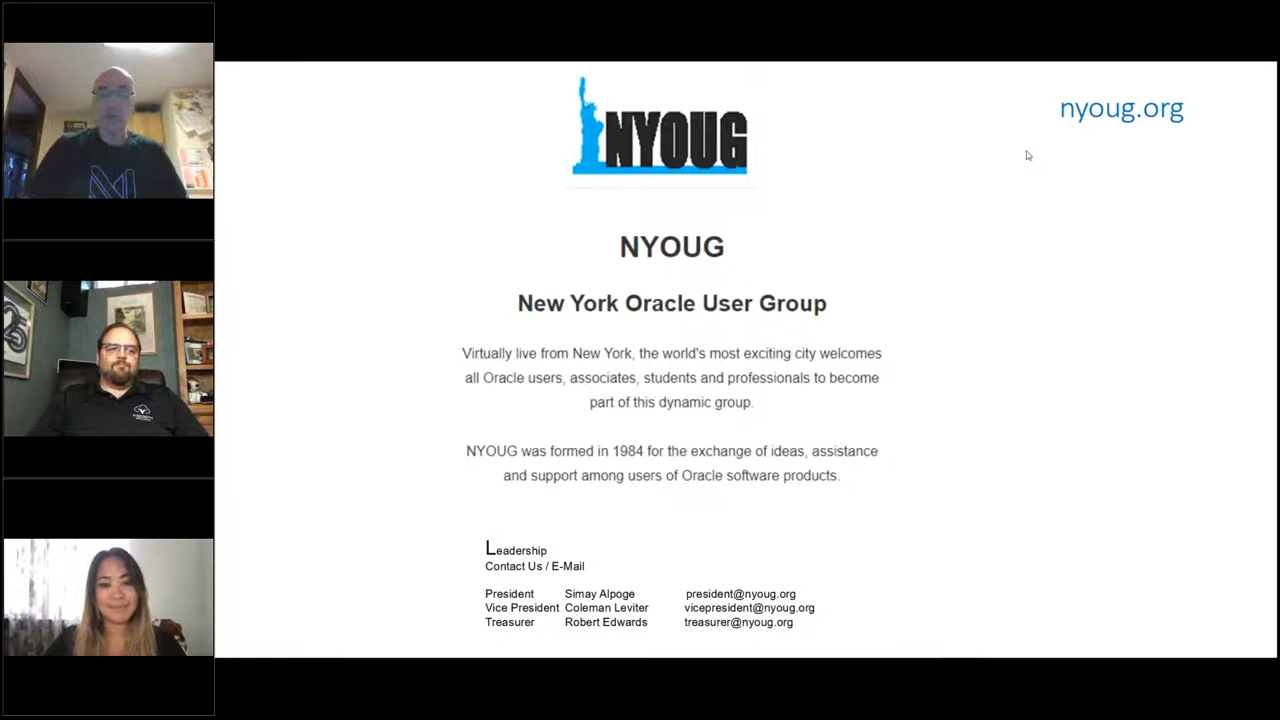 NYOUG
nyoug.org
NYOUG
New York Oracle User Group
Virtually live from New York, the world's most exciting city welcomes
all Oracle users, associates, students and professionals to become
part of this dynamic group.
NYOUG was formed in 1984 for the exchange of ideas, assistance
and support among users of Oracle software products.
Leadership
Contact Us / E-Mail
President Simay Alpoge president@nyoug.org
Vice President Coleman Leviter vicepresident@nyoug.org
Treasurer Robert Edwards treasurer@nyoug.org
25